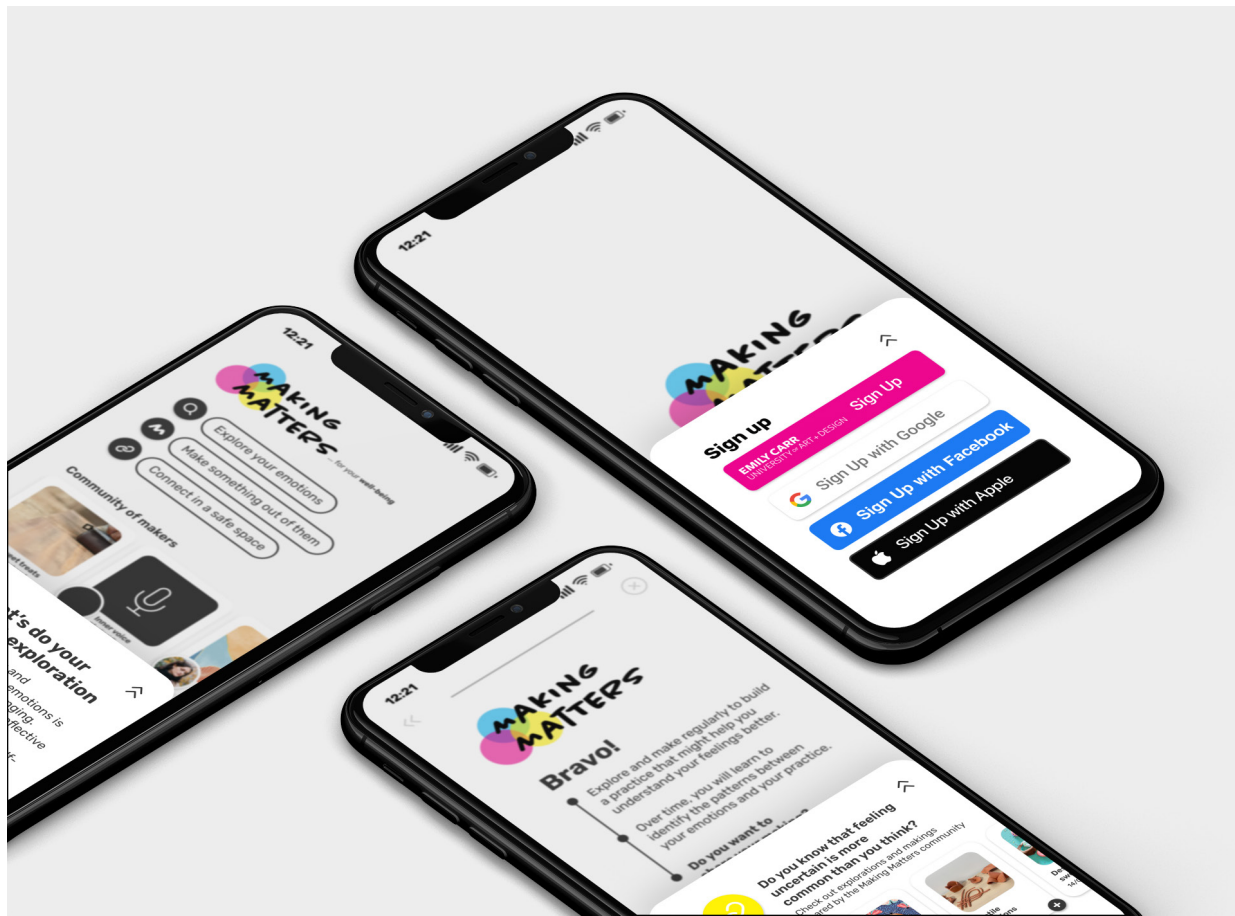 12:21
MAKING
MATTERS
Sign up
EMILY CARR
UNIVERSITY OF ART + DESIGN
Sign Up
Sign Up with Google
Sign Up with Facebook
Sign Up with Apple
12:21
MAKING
MATTERS
... for your well-being
Explore your emotions
Make something out of them
Connect in a safe space
Community of makers
treats
Inner voice
do your
exploration
and
emotions is
12:21
MAKING
MATTERS
Bravo!
Explore and make regularly to build
a practice that might help you
understand your feelings better.
Over time, you will learn to
identify the patterns between
your emotions and your practice.
Do you want to
Do you know that feeling
uncertain is more
common than you think?
Check out explorations and makings
by the Making Matters community